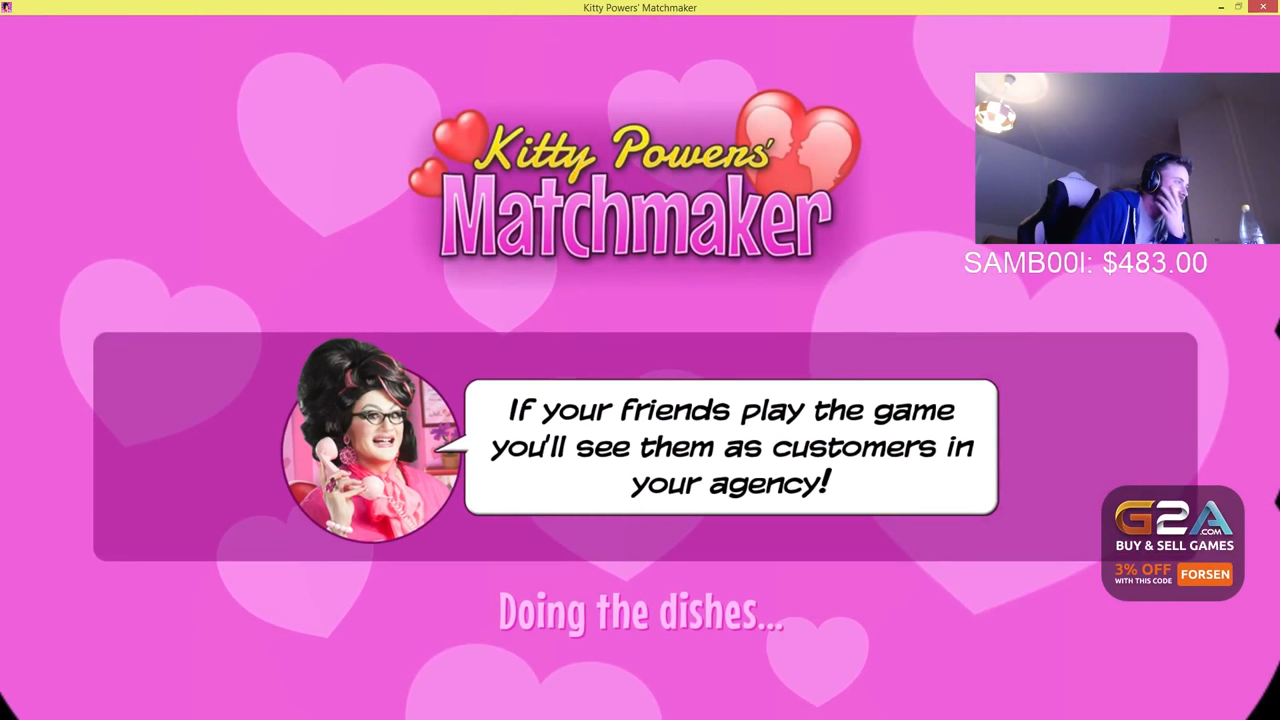 Kitty Powers' Matchmaker
Kitty Powers'
Matchmaker
SAMB00I: $483.00
If your friends play the game
you'll see them as customers in
your agency!
G2A
.COM
BUY & SELL GAMES
3% OFF
WITH THIS CODE
FORSEN
Doing the dishes...